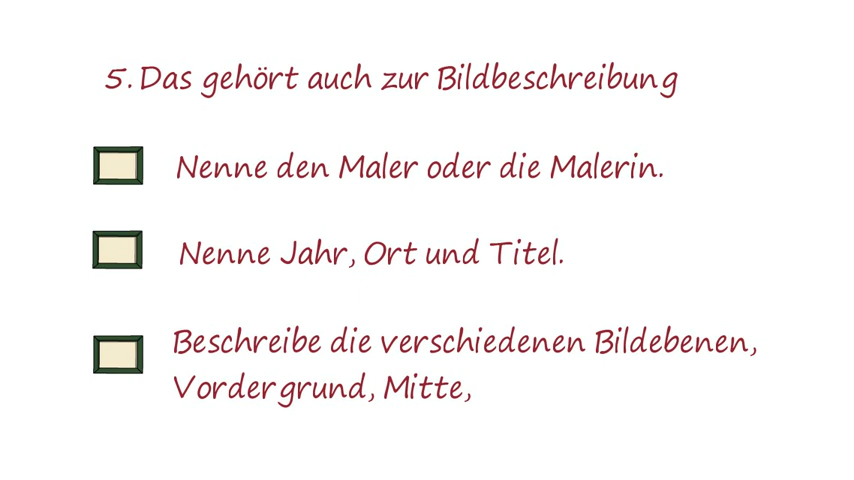 5. Das gehört auch zur Bildbeschreibung
Nenne den Maler oder die Malerin.
Nenne Jahr, Ort und Titel.
Beschreibe die verschiedenen Bildebenen,
Vordergrund, Mitte,